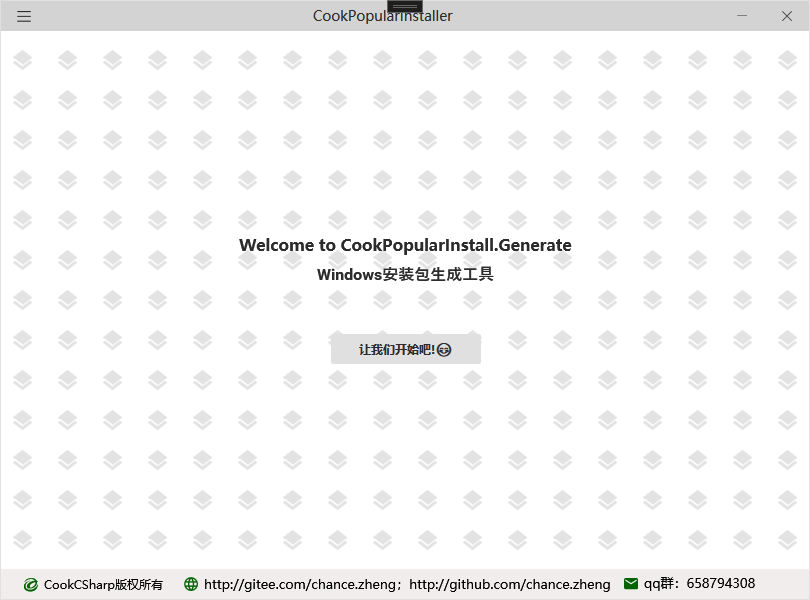 CookPopularInstaller
Welcome to CookPopularInstall.Generate
Windows安装包生成工具
让我们开始吧!😎
CookCSharp版权所有 http://gitee.com/chance.zheng；http://github.com/chance.zheng qq群：658794308